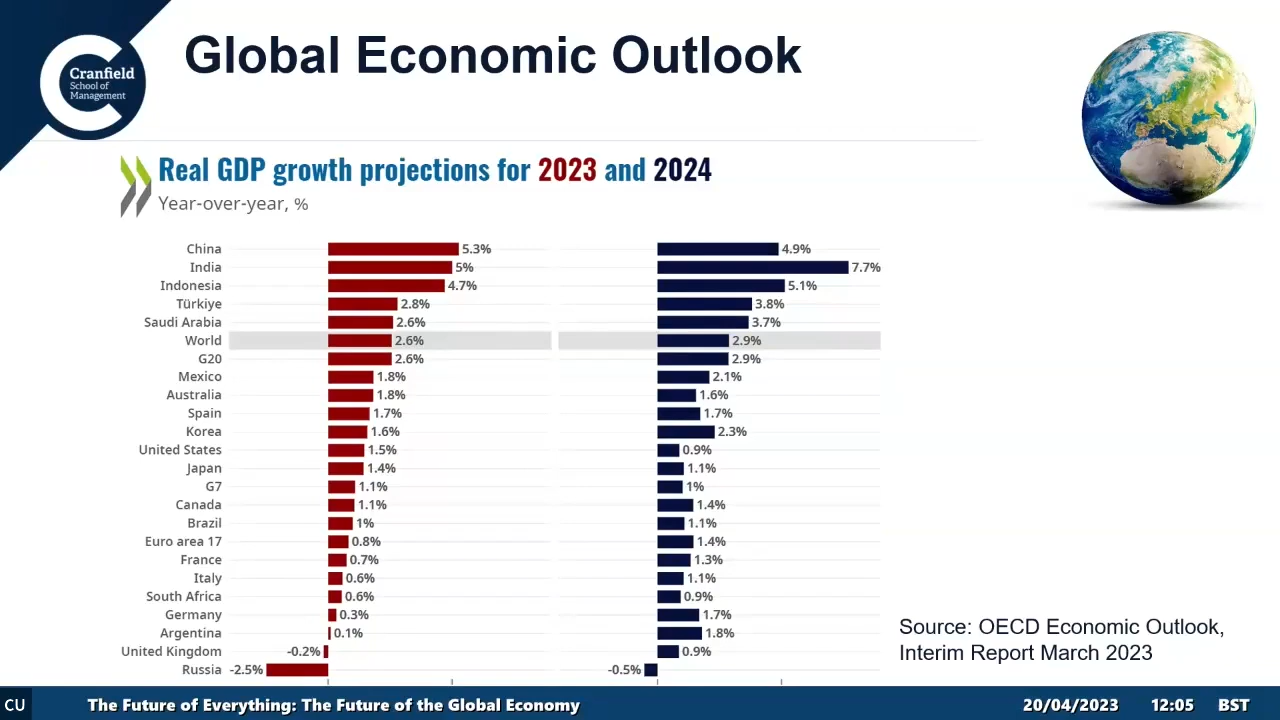 Global Economic Outlook
Cranfield
School of
Management
Real GDP growth projections for 2023 and 2024
Year-over-year, %
China 5.3% 4.9%
India 5% 7.7%
Indonesia 4.7% 5.1%
Türkiye 2.8% 3.8%
Saudi Arabia 2.6% 3.7%
World 2.6% 2.9%
G20 2.6% 2.9%
Mexico 1.8% 2.1%
Australia 1.8% 1.6%
Spain 1.7% 1.7%
Korea 1.6% 2.3%
United States 1.5% 0.9%
Japan 1.4% 1.1%
G7 1.1% 1%
Canada 1.1% 1.4%
Brazil 1% 1.1%
Euro area 17 0.8% 1.4%
France 0.7% 1.3%
Italy 0.6% 1.1%
South Africa 0.6% 0.9%
Germany 0.3% 1.7%
Argentina 0.1% 1.8%
United Kingdom -0.2% 0.9%
Russia -2.5% -0.5%
Source: OECD Economic Outlook,
Interim Report March 2023
CU The Future of Everything: The Future of the Global Economy 20/04/2023 12:05 BST